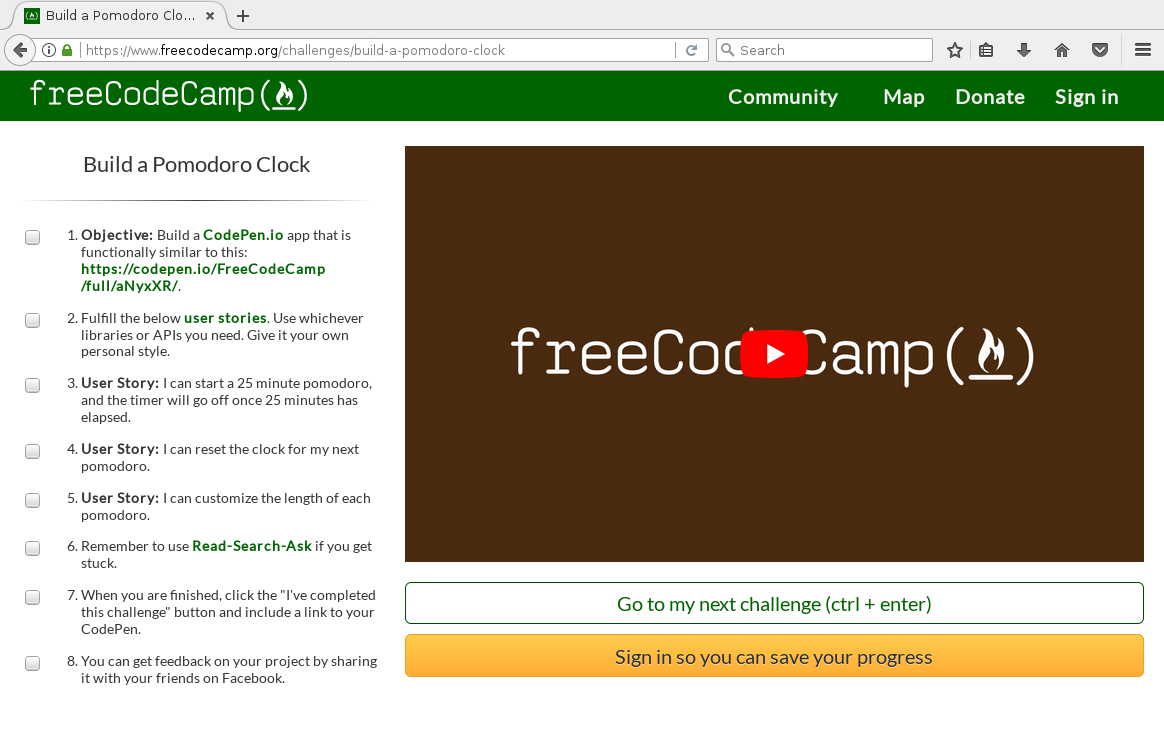 Build a Pomodoro Clo...
https://www.freecodecamp.org/challenges/build-a-pomodoro-clock
Search
freeCodeCamp
Community
Map
Donate
Sign in
Build a Pomodoro Clock
1. Objective: Build a CodePen.io app that is
functionally similar to this:
https://codepen.io/FreeCodeCamp
/full/aNyxXR/.
2. Fulfill the below user stories. Use whichever
libraries or APIs you need. Give it your own
personal style.
3. User Story: I can start a 25 minute pomodoro,
and the timer will go off once 25 minutes has
elapsed.
4. User Story: I can reset the clock for my next
pomodoro.
5. User Story: I can customize the length of each
pomodoro.
6. Remember to use Read-Search-Ask if you get
stuck.
7. When you are finished, click the "I've completed
this challenge" button and include a link to your
CodePen.
8. You can get feedback on your project by sharing
it with your friends on Facebook.
freeCodeCamp
Go to my next challenge (ctrl + enter)
Sign in so you can save your progress